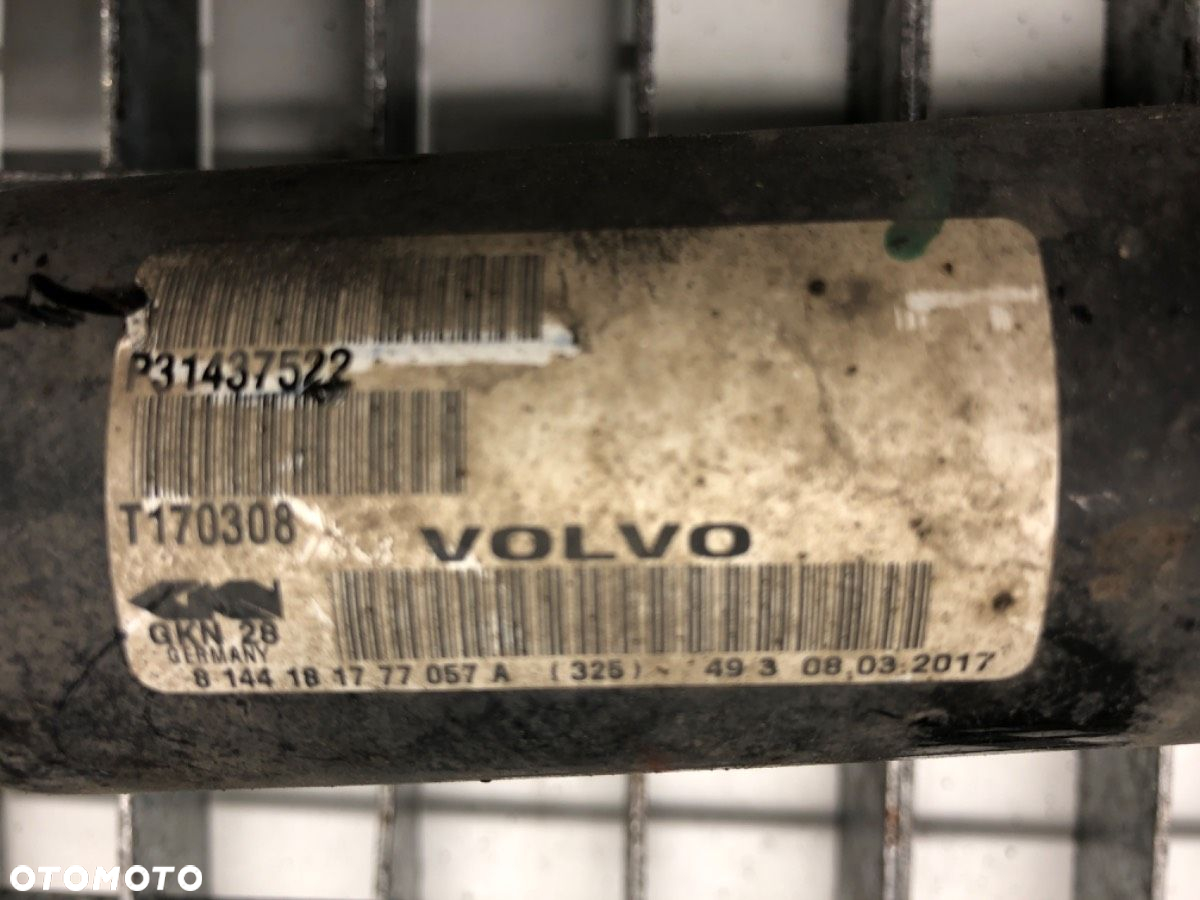 P31437522
T170308
VOLVO
GKN 28
GERMANY
8 144 18 17 77 057 A (325) - 49 3 08.03.2017
OTOMOTO